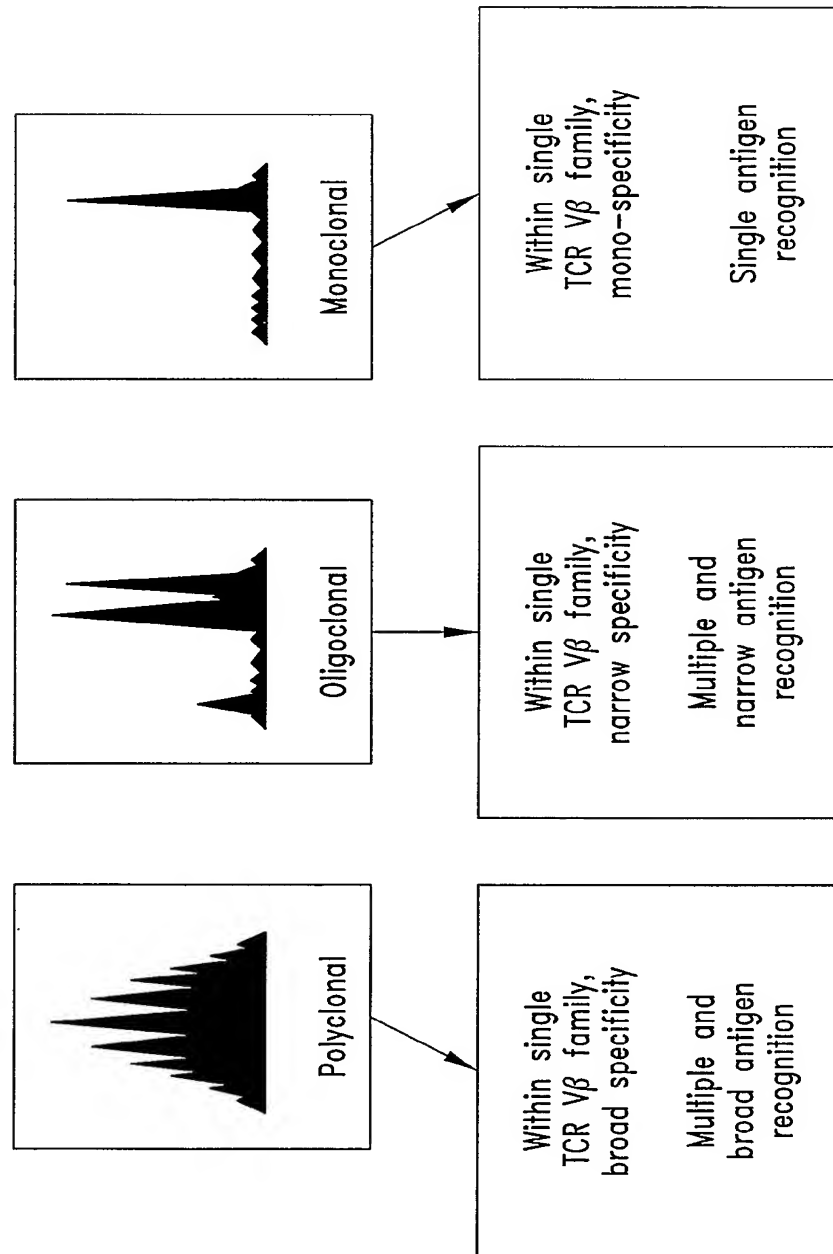 Polyclonal
Oligoclonal
Monoclonal
Within single
TCR Vβ family,
broad specificity
Multiple and
broad antigen
recognition
Within single
TCR Vβ family,
narrow specificity
Multiple and
narrow antigen
recognition
Within single
TCR Vβ family,
mono-specificity
Single antigen
recognition